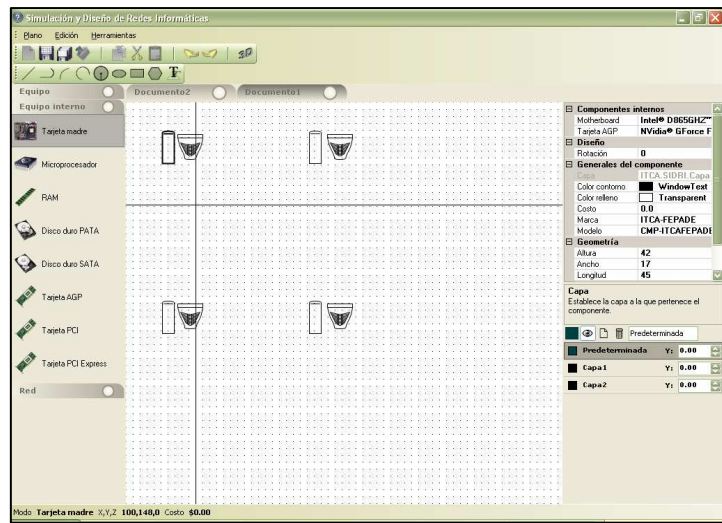 Simulación y Diseño de Redes Informáticas
Plano Edición Herramientas
3D
T
Equipo
Equipo interno
Tarjeta madre
Microprocesador
RAM
Disco duro PATA
Disco duro SATA
Tarjeta AGP
Tarjeta PCI
Tarjeta PCI Express
Red
Documento2 Documento1
Componentes internos
Motherboard Intel® D865GHZ™
Tarjeta AGP NVidia® GForce F
Diseño
Rotación 0
Generales del componente
Capa ITCA.SIDRI.Capa
Color contorno WindowText
Color relleno Transparent
Costo 0.0
Marca ITCA-FEPADE
Modelo CMP-ITCAFEPADE
Geometría
Altura 42
Ancho 17
Longitud 45
Capa
Establece la capa a la que pertenece el
componente.
Predeterminada
Predeterminada Y: 0.00
Capa1 Y: 0.00
Capa2 Y: 0.00
Modo Tarjeta madre X,Y,Z 100,148,0 Costo $0.00